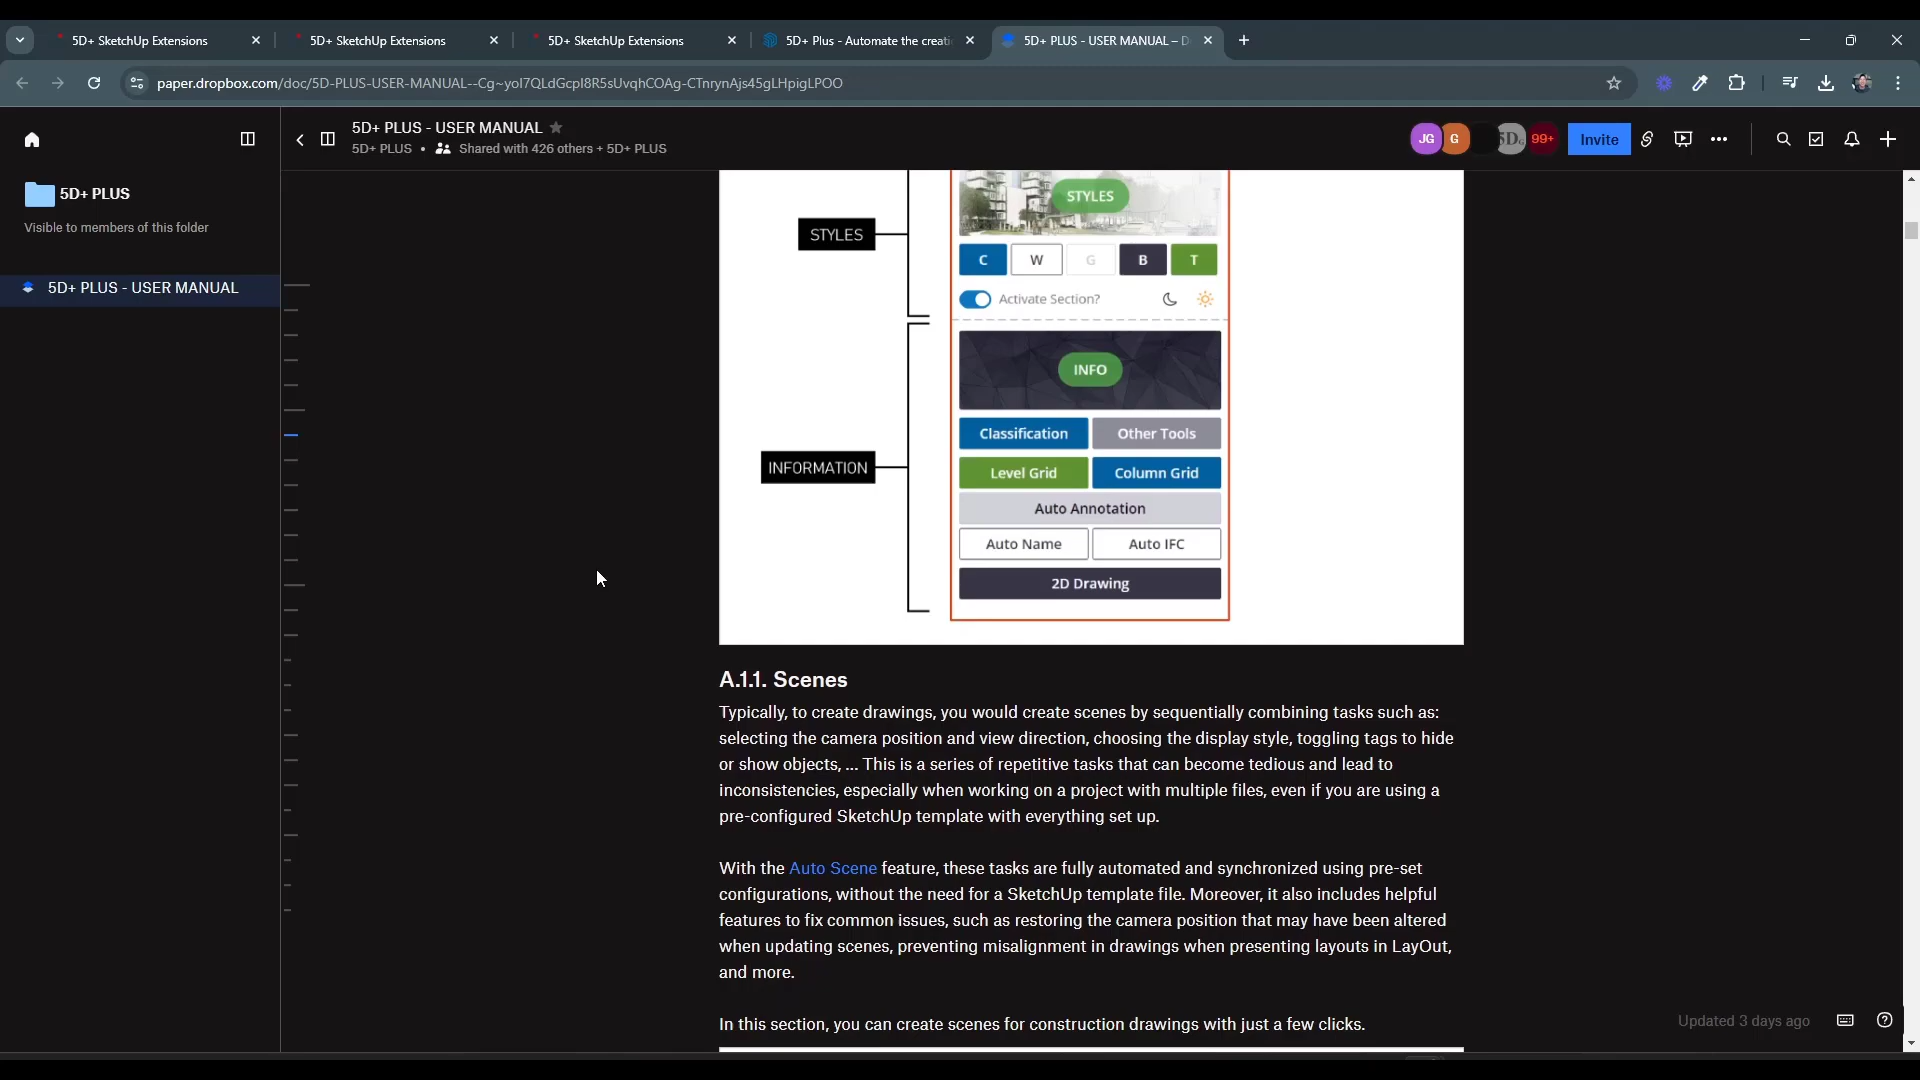 5D+ SketchUp Extensions
5D+ SketchUp Extensions
5D+ SketchUp Extensions
5D+ Plus - Automate the creati
5D+ PLUS - USER MANUAL – D
paper.dropbox.com/doc/5D-PLUS-USER-MANUAL--Cg~yoI7QLdGcpI8R5sUvqhCOAg-CTnrynAjs45gLHpigLPOO
5D+ PLUS - USER MANUAL
5D+ PLUS • Shared with 426 others + 5D+ PLUS
JG
G
5D
99+
Invite
5D+ PLUS
Visible to members of this folder
5D+ PLUS - USER MANUAL
STYLES
STYLES
C W G B T
Activate Section?
INFO
INFORMATION
Classification Other Tools
Level Grid Column Grid
Auto Annotation
Auto Name Auto IFC
2D Drawing
A.1.1. Scenes
Typically, to create drawings, you would create scenes by sequentially combining tasks such as:
selecting the camera position and view direction, choosing the display style, toggling tags to hide
or show objects, ... This is a series of repetitive tasks that can become tedious and lead to
inconsistencies, especially when working on a project with multiple files, even if you are using a
pre-configured SketchUp template with everything set up.
With the Auto Scene feature, these tasks are fully automated and synchronized using pre-set
configurations, without the need for a SketchUp template file. Moreover, it also includes helpful
features to fix common issues, such as restoring the camera position that may have been altered
when updating scenes, preventing misalignment in drawings when presenting layouts in LayOut,
and more.
In this section, you can create scenes for construction drawings with just a few clicks.
Updated 3 days ago